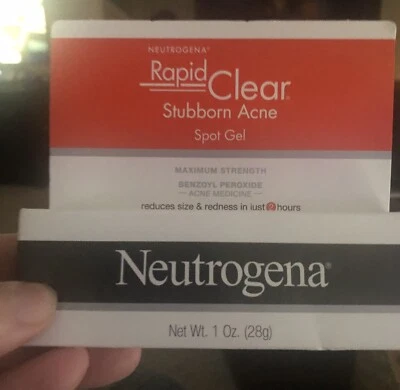 NEUTROGENA®
Rapid Clear®
Stubborn Acne
Spot Gel
MAXIMUM STRENGTH
BENZOYL PEROXIDE
— ACNE MEDICINE —
reduces size & redness in just 2 hours
Neutrogena®
Net Wt. 1 Oz. (28g)